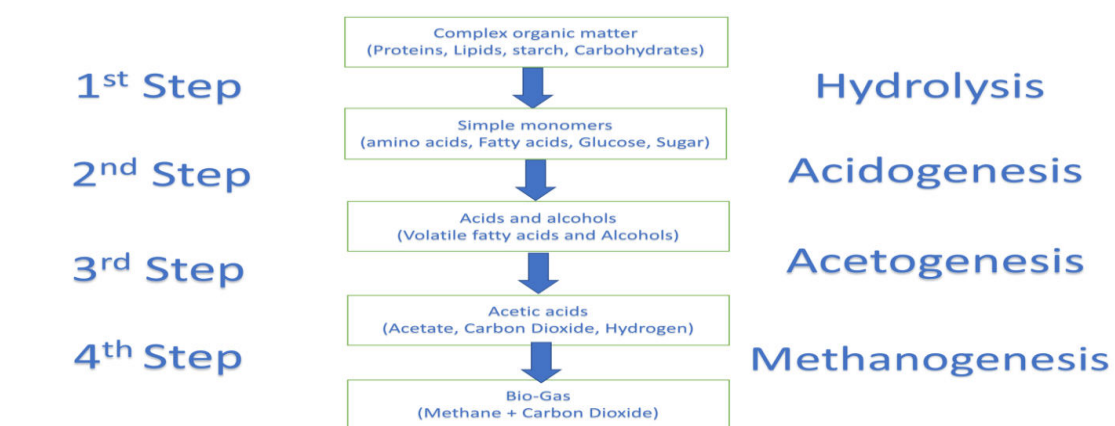 Complex organic matter
(Proteins, Lipids, starch, Carbohydrates)
1st Step
Hydrolysis
Simple monomers
(amino acids, Fatty acids, Glucose, Sugar)
2nd Step
Acidogenesis
Acids and alcohols
(Volatile fatty acids and Alcohols)
3rd Step
Acetogenesis
Acetic acids
(Acetate, Carbon Dioxide, Hydrogen)
4th Step
Methanogenesis
Bio-Gas
(Methane + Carbon Dioxide)